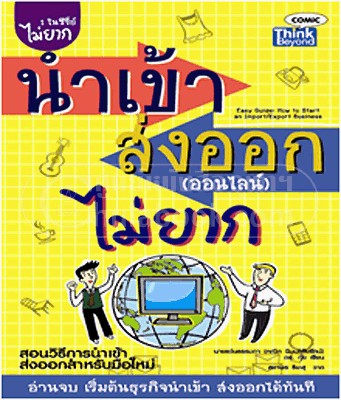 1 ในซีรีย์
ไม่ยาก
COMIC
Think
Beyond
นำเข้า
Easy Guide: How to Start
an Import/Export Business
ส่งออก
(ออนไลน์)
ไม่ยาก
สอนวิธีการนำเข้า
ส่งออกสำหรับมือใหม่
อ่านจบ เริ่มต้นธุรกิจนำเข้า ส่งออกได้ทันที